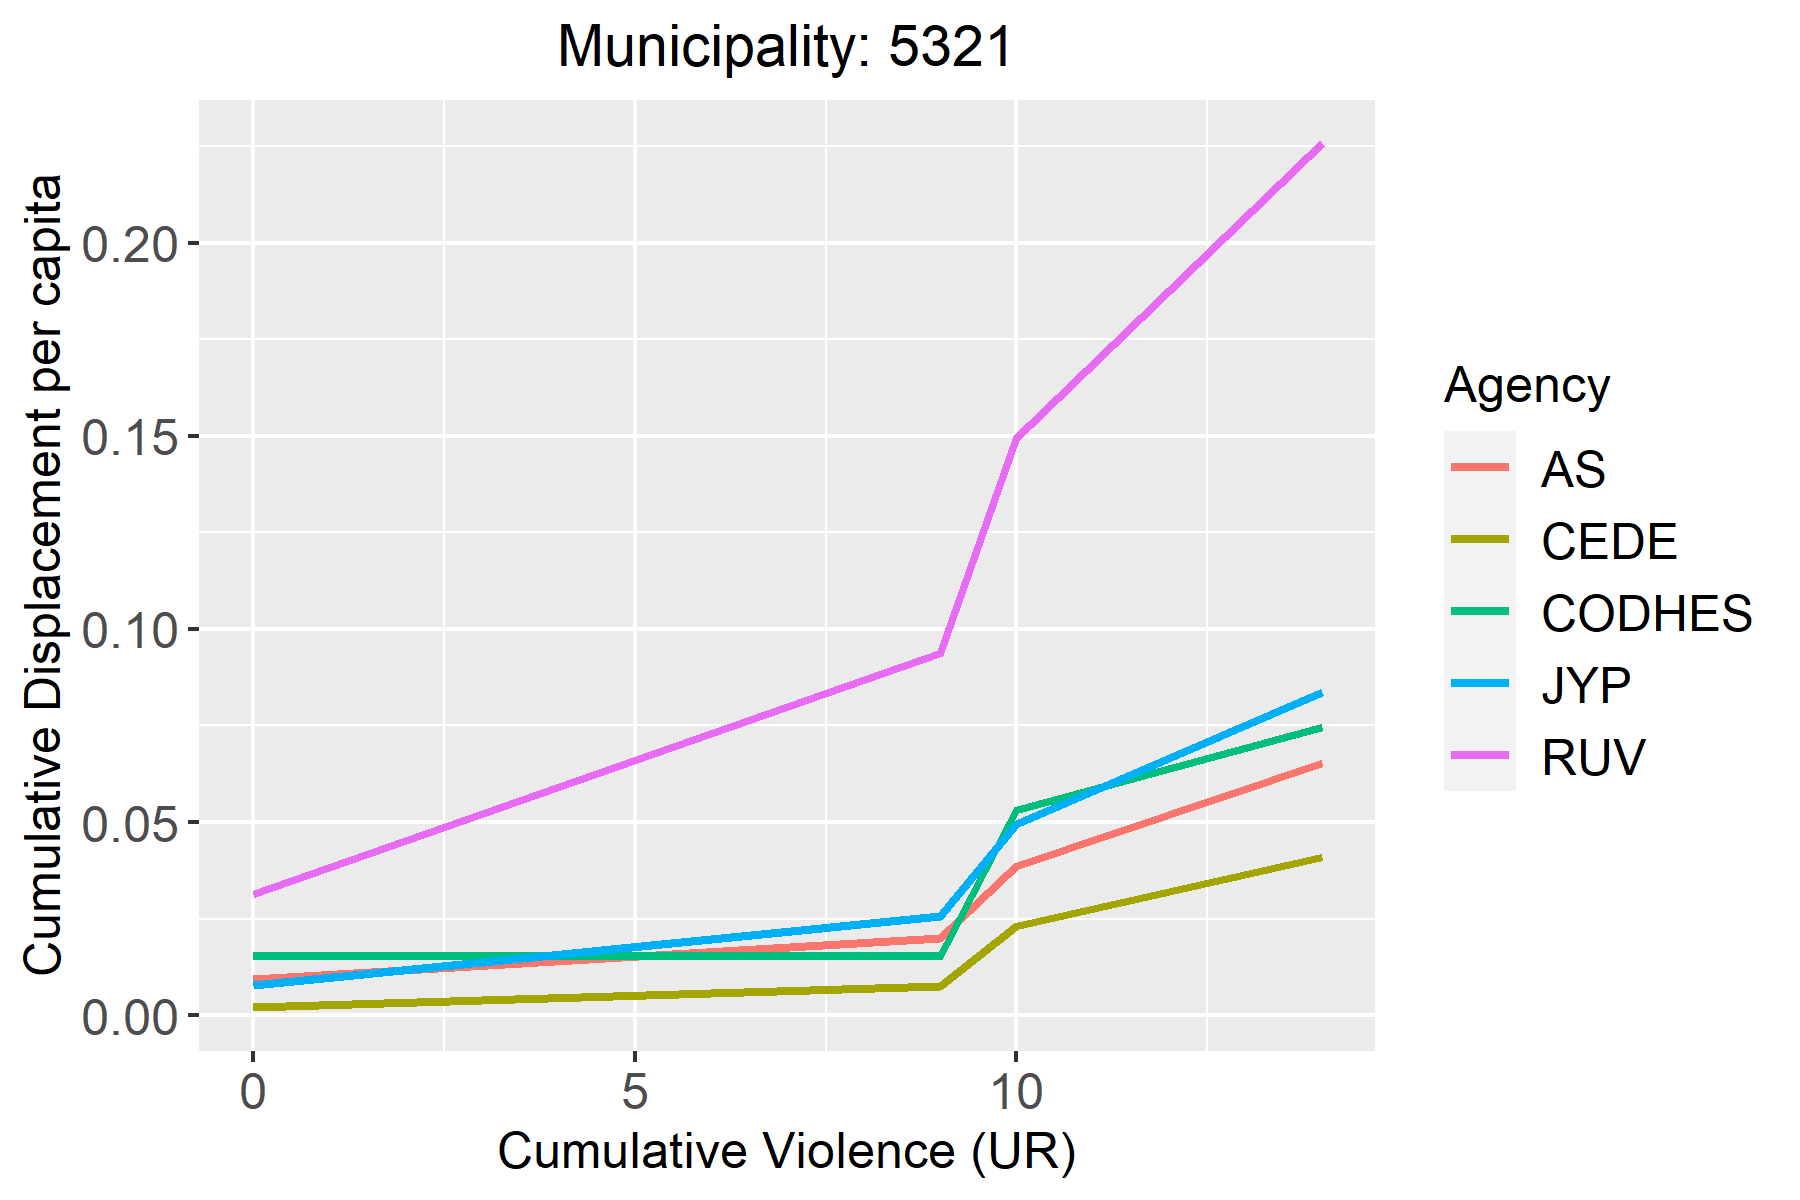 Municipality: 5321
Cumulative Displacement per capita
0.20
0.15
0.10
0.05
0.00
0 5 10
Cumulative Violence (UR)
Agency
AS
CEDE
CODHES
JYP
RUV